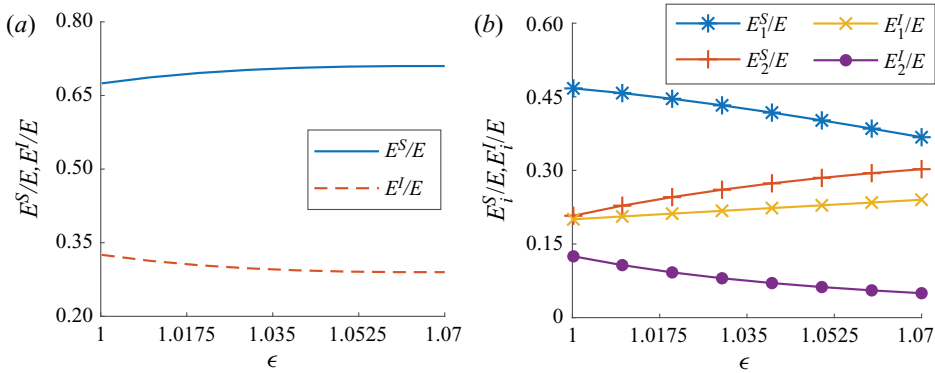 (a)
0.80
0.65
0.50
0.35
0.20
E^S/E, E^I/E
E^S/E
E^I/E
1 1.0175 1.035 1.0525 1.07
ϵ
(b)
0.60
0.45
0.30
0.15
0
E_i^S/E, E_i^I/E
E_1^S/E E_1^I/E
E_2^S/E E_2^I/E
1 1.0175 1.035 1.0525 1.07
ϵ